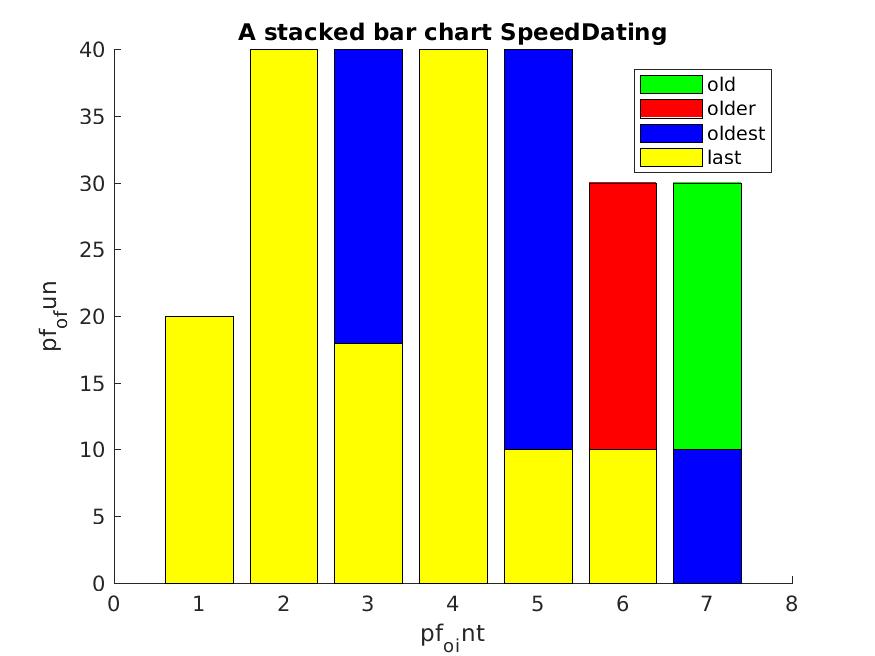 A stacked bar chart SpeedDating
40
35
30
25
20
15
10
5
0
pf_of un
old
older
oldest
last
0 1 2 3 4 5 6 7 8
pf_oi nt